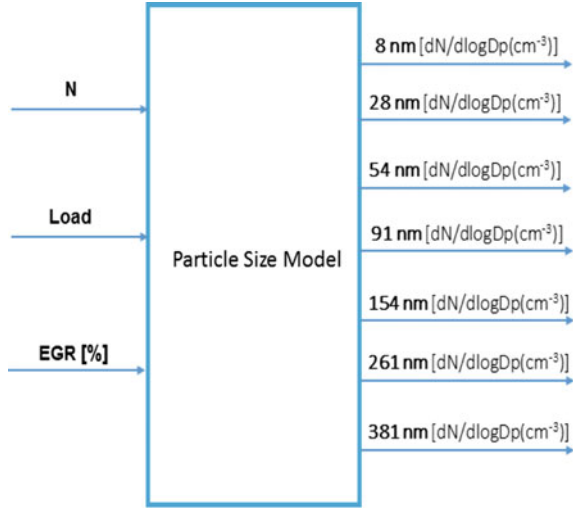 N
Load
EGR [%]
Particle Size Model
8 nm [dN/dlogDp(cm⁻³)]
28 nm [dN/dlogDp(cm⁻³)]
54 nm [dN/dlogDp(cm⁻³)]
91 nm [dN/dlogDp(cm⁻³)]
154 nm [dN/dlogDp(cm⁻³)]
261 nm [dN/dlogDp(cm⁻³)]
381 nm [dN/dlogDp(cm⁻³)]